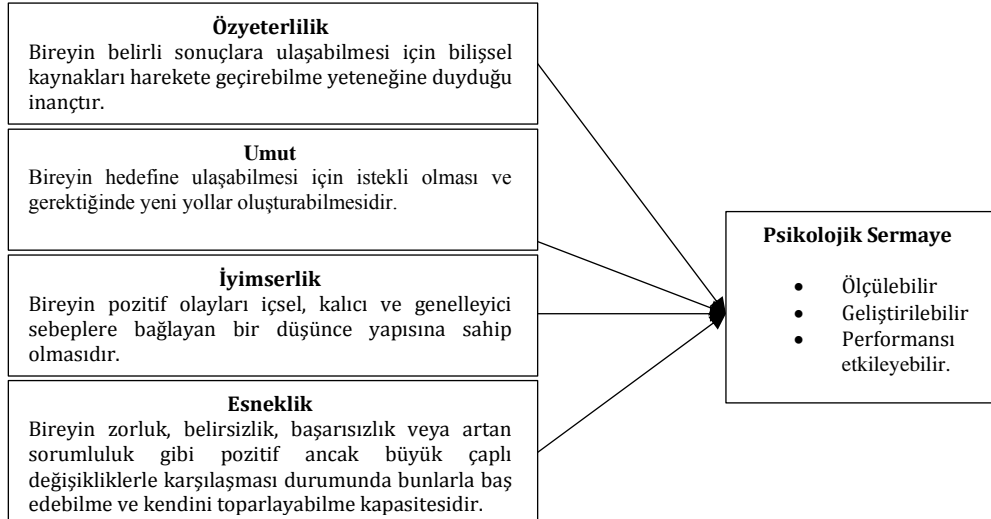 Özyeterlilik
Bireyin belirli sonuçlara ulaşabilmesi için bilişsel
kaynakları harekete geçirebilme yeteneğine duyduğu
inançtır.
Umut
Bireyin hedefine ulaşabilmesi için istekli olması ve
gerektiğinde yeni yollar oluşturabilmesidir.
İyimserlik
Bireyin pozitif olayları içsel, kalıcı ve genelleyici
sebeplere bağlayan bir düşünce yapısına sahip
olmasıdır.
Esneklik
Bireyin zorluk, belirsizlik, başarısızlık veya artan
sorumluluk gibi pozitif ancak büyük çaplı
değişikliklerle karşılaşması durumunda bunlarla baş
edebilme ve kendini toparlayabilme kapasitesidir.
Psikolojik Sermaye
• Ölçülebilir
• Geliştirilebilir
• Performansı
etkileyebilir.